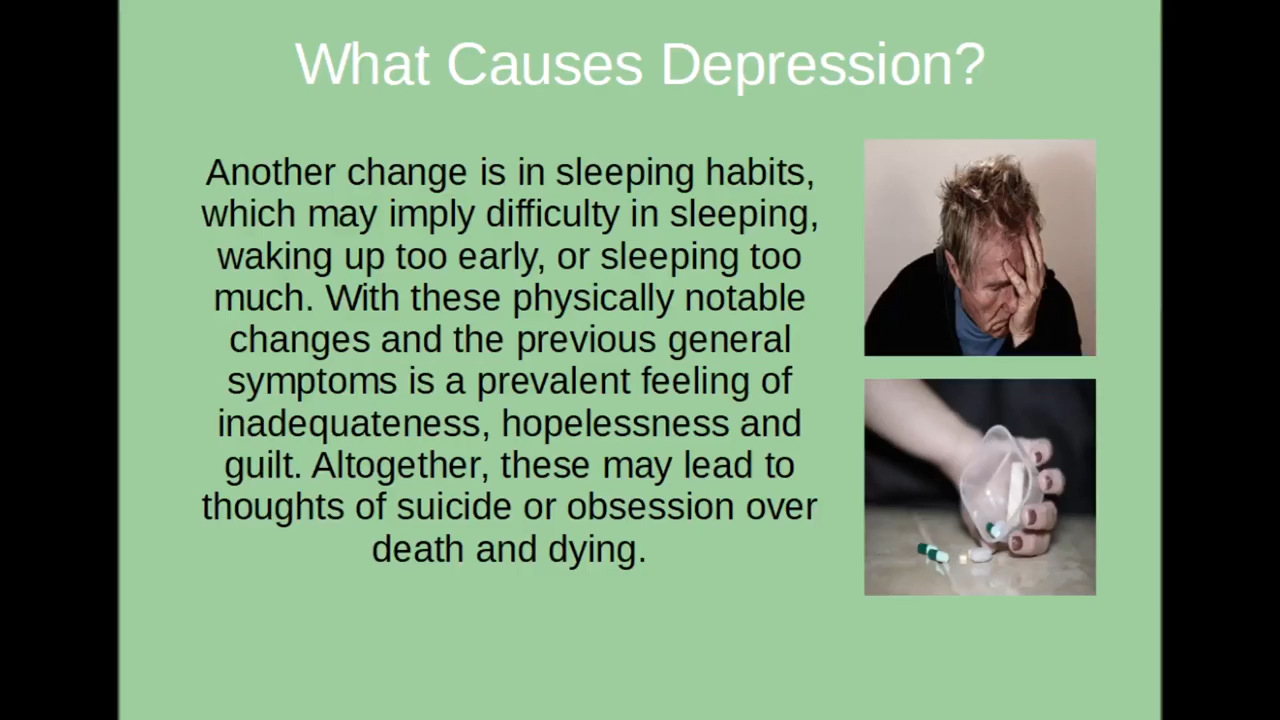 What Causes Depression?
Another change is in sleeping habits,
which may imply difficulty in sleeping,
waking up too early, or sleeping too
much. With these physically notable
changes and the previous general
symptoms is a prevalent feeling of
inadequateness, hopelessness and
guilt. Altogether, these may lead to
thoughts of suicide or obsession over
death and dying.